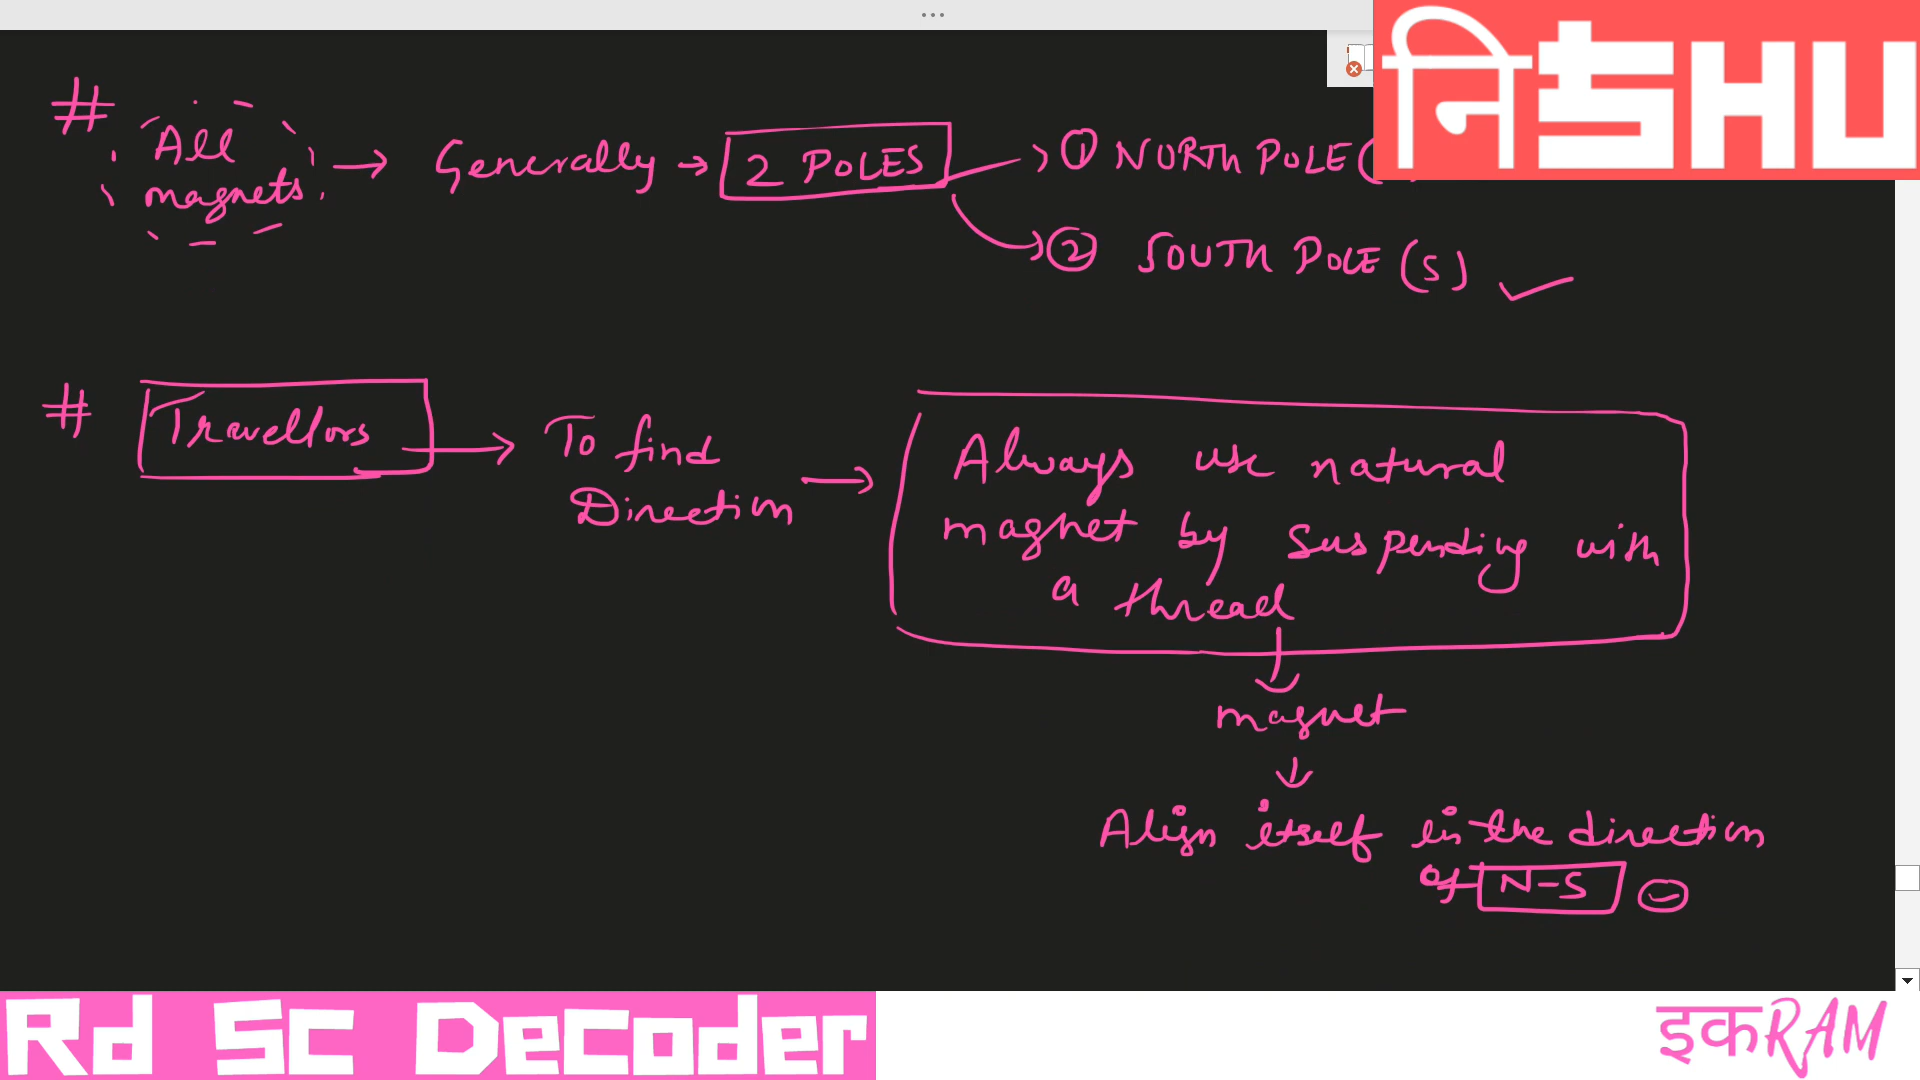 निSHU
# All magnets → Generally → 2 POLES → ① NORTH POLE (
② SOUTH POLE (S) ✓
# Travellors → To find Direction →
Always use natural
magnet by suspending with
a thread
magnet
Align itself in the direction
of N-S
Rd Sc Decoder
इकRAM